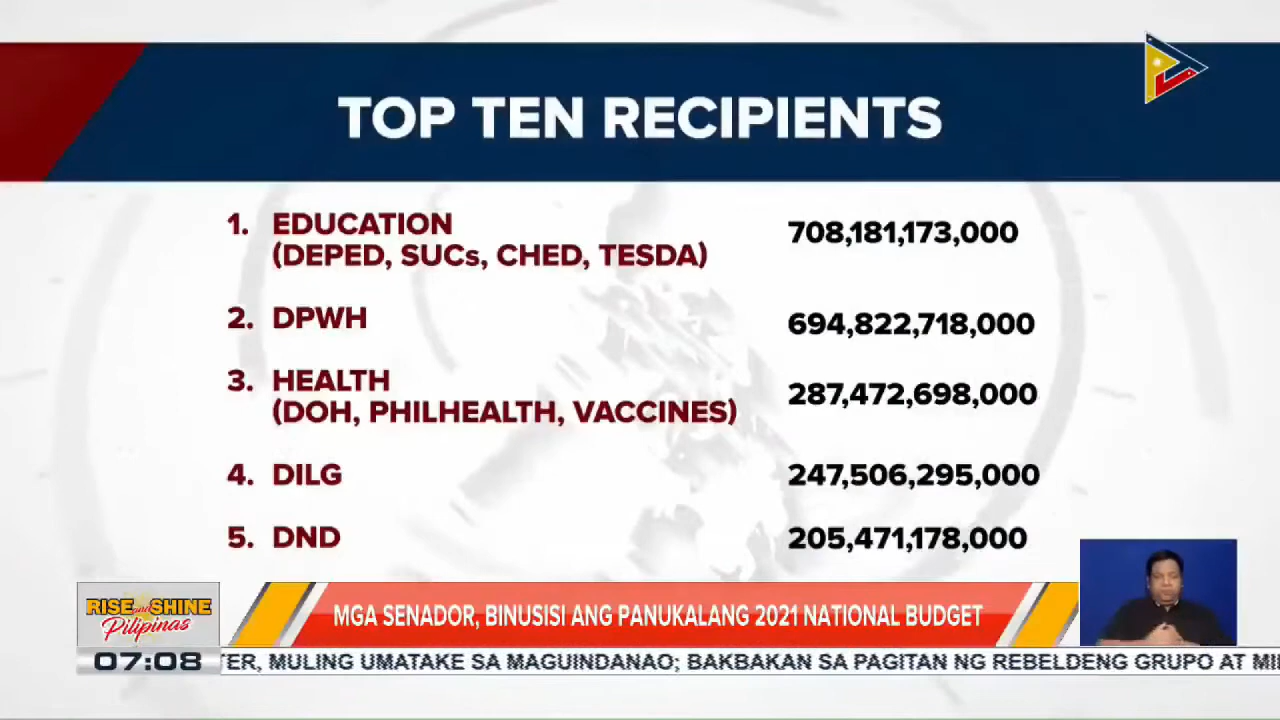 TOP TEN RECIPIENTS
1. EDUCATION 708,181,173,000
(DEPED, SUCs, CHED, TESDA)
2. DPWH 694,822,718,000
3. HEALTH 287,472,698,000
(DOH, PHILHEALTH, VACCINES)
4. DILG 247,506,295,000
5. DND 205,471,178,000
RISE and SHINE
Pilipinas
MGA SENADOR, BINUSISI ANG PANUKALANG 2021 NATIONAL BUDGET
07:08
MULING UMATAKE SA MAGUINDANAO; BAKBAKAN SA PAGITAN NG REBELDENG GRUPO AT